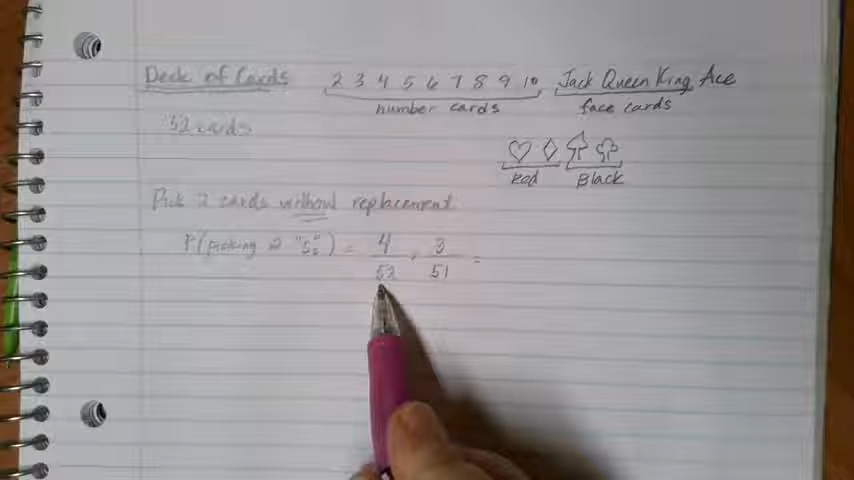 Deck of Cards 2 3 4 5 6 7 8 9 10 Jack Queen King Ace
number cards face cards
52 cards
Red Black
Pick 2 cards without replacement
P(picking 2 "5s") = 4/52 · 3/51 =